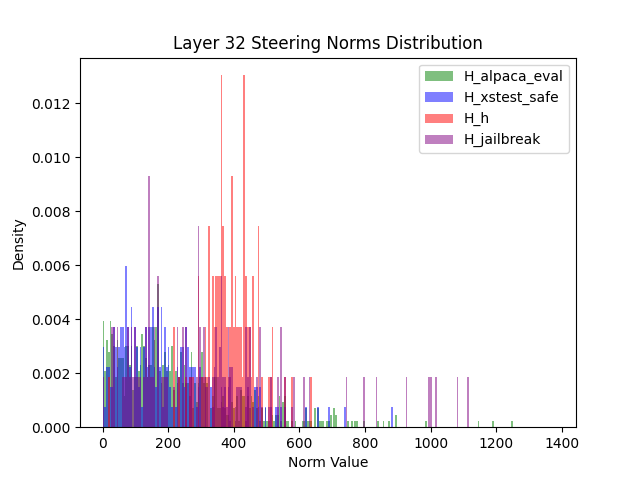 Layer 32 Steering Norms Distribution
H_alpaca_eval
H_xstest_safe
H_h
H_jailbreak
Density
0.012
0.010
0.008
0.006
0.004
0.002
0.000
0
200
400
600
800
1000
1200
1400
Norm Value